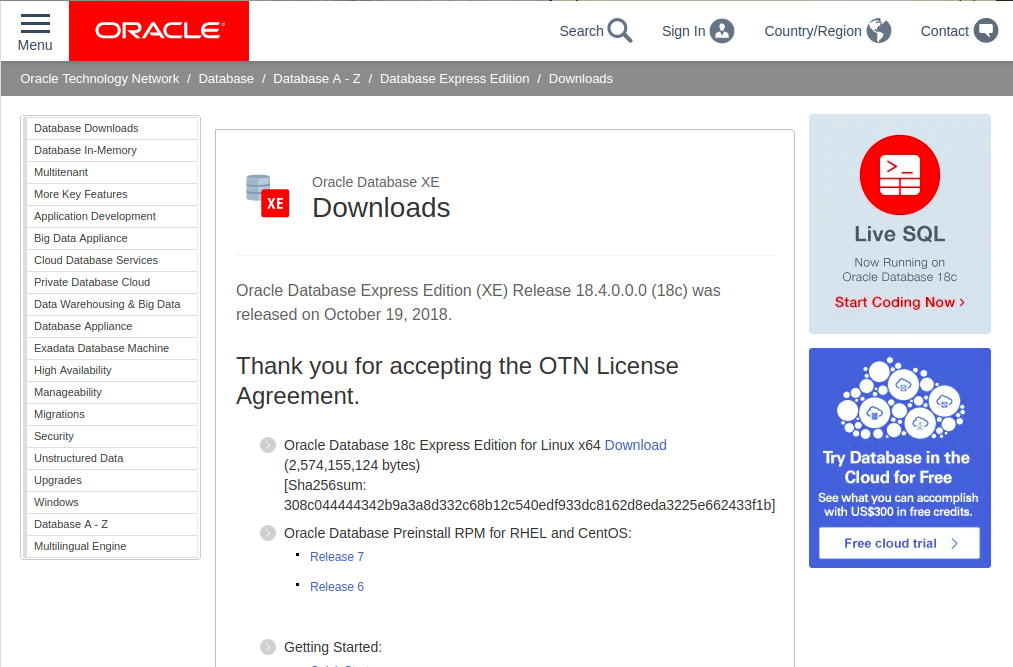 Menu
ORACLE
Search
Sign In
Country/Region
Contact
Oracle Technology Network / Database / Database A - Z / Database Express Edition / Downloads
Database Downloads
Database In-Memory
Multitenant
More Key Features
Application Development
Big Data Appliance
Cloud Database Services
Private Database Cloud
Data Warehousing & Big Data
Database Appliance
Exadata Database Machine
High Availability
Manageability
Migrations
Security
Unstructured Data
Upgrades
Windows
Database A - Z
Multilingual Engine
XE
Oracle Database XE
Downloads
Oracle Database Express Edition (XE) Release 18.4.0.0.0 (18c) was
released on October 19, 2018.
Thank you for accepting the OTN License
Agreement.
Oracle Database 18c Express Edition for Linux x64 Download
(2,574,155,124 bytes)
[Sha256sum:
308c044444342b9a3a8d332c68b12c540edf933dc8162d8eda3225e662433f1b]
Oracle Database Preinstall RPM for RHEL and CentOS:
Release 7
Release 6
Getting Started:
Live SQL
Now Running on
Oracle Database 18c
Start Coding Now >
Try Database in the
Cloud for Free
See what you can accomplish
with US$300 in free credits.
Free cloud trial >